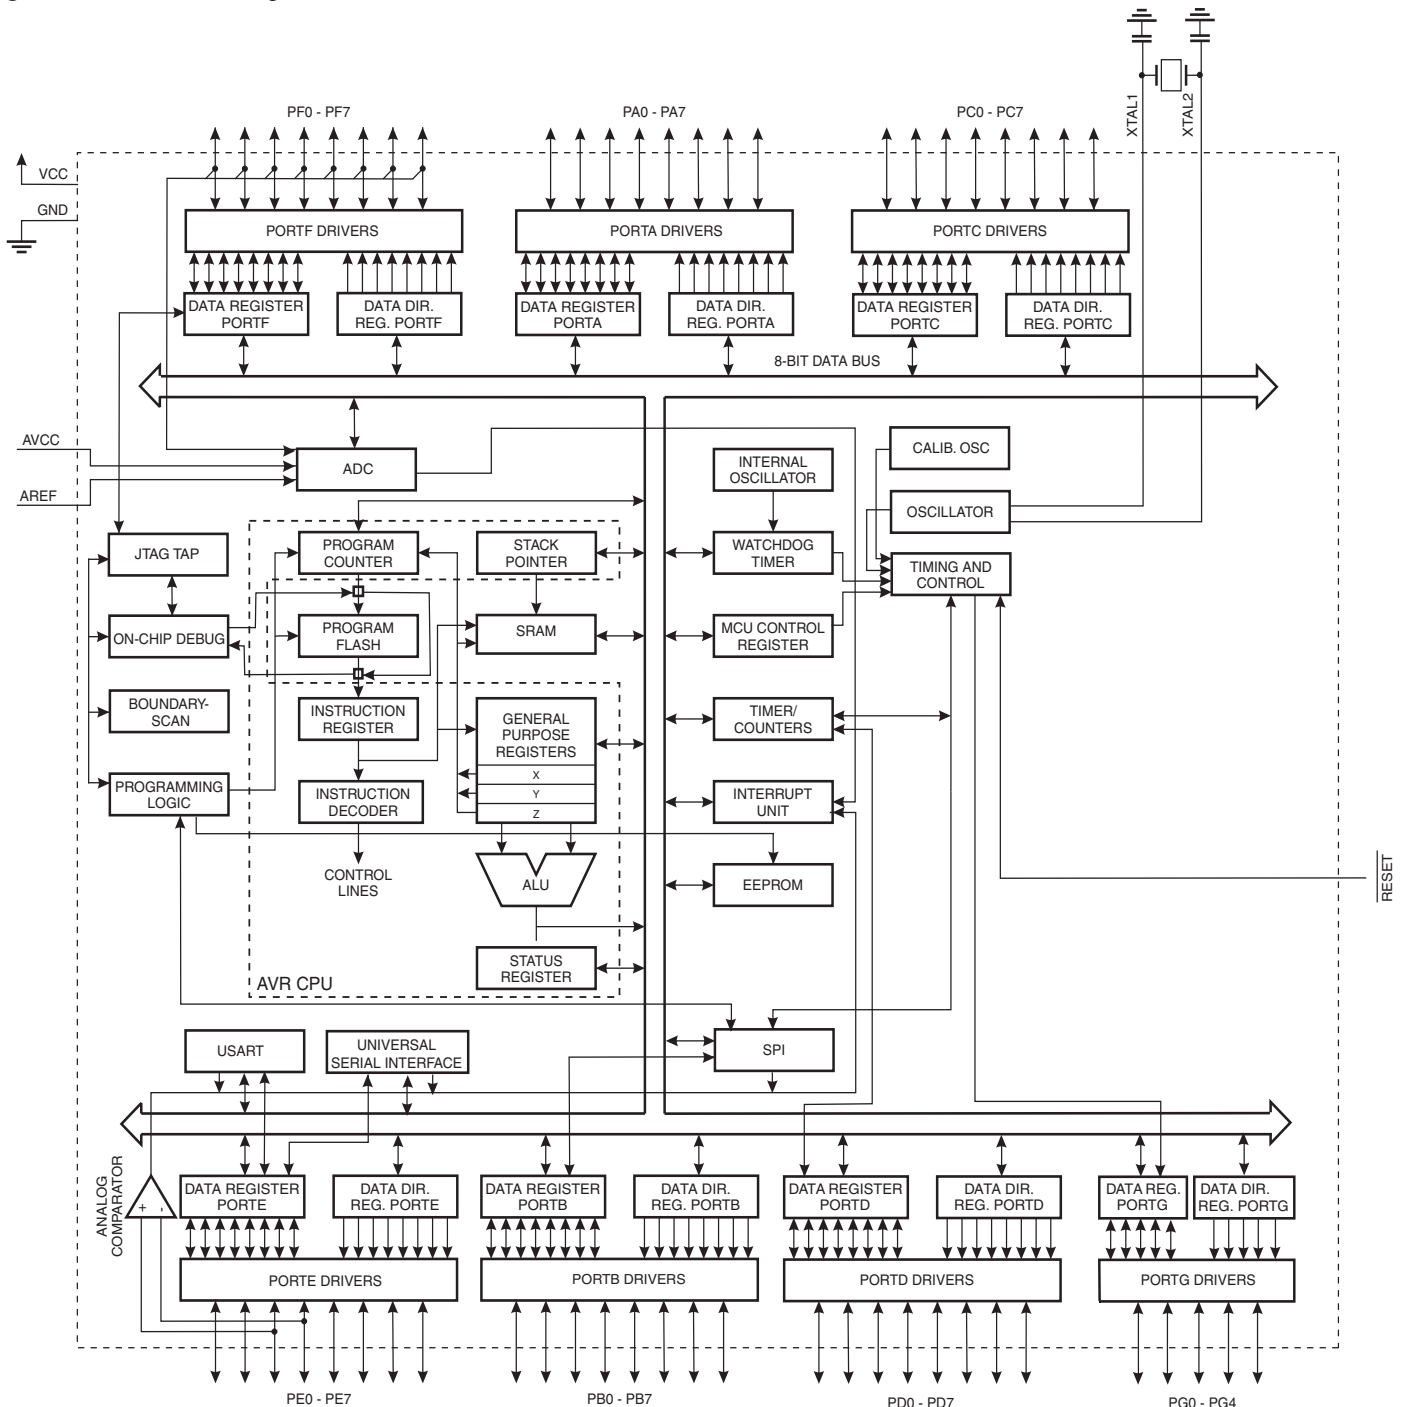 XTAL1
XTAL2
PF0 - PF7
PA0 - PA7
PC0 - PC7
VCC
GND
PORTF DRIVERS
PORTA DRIVERS
PORTC DRIVERS
DATA REGISTER
PORTF
DATA DIR.
REG. PORTF
DATA REGISTER
PORTA
DATA DIR.
REG. PORTA
DATA REGISTER
PORTC
DATA DIR.
REG. PORTC
8-BIT DATA BUS
AVCC
AREF
ADC
INTERNAL
OSCILLATOR
CALIB. OSC
OSCILLATOR
JTAG TAP
PROGRAM
COUNTER
STACK
POINTER
WATCHDOG
TIMER
TIMING AND
CONTROL
ON-CHIP DEBUG
PROGRAM
FLASH
SRAM
MCU CONTROL
REGISTER
BOUNDARY-
SCAN
INSTRUCTION
REGISTER
GENERAL
PURPOSE
REGISTERS
X
Y
Z
TIMER/
COUNTERS
PROGRAMMING
LOGIC
INSTRUCTION
DECODER
INTERRUPT
UNIT
CONTROL
LINES
ALU
EEPROM
RESET
STATUS
REGISTER
AVR CPU
USART
UNIVERSAL
SERIAL INTERFACE
SPI
ANALOG
COMPARATOR
+
-
DATA REGISTER
PORTE
DATA DIR.
REG. PORTE
DATA REGISTER
PORTB
DATA DIR.
REG. PORTB
DATA REGISTER
PORTD
DATA DIR.
REG. PORTD
DATA REG.
PORTG
DATA DIR.
REG. PORTG
PORTE DRIVERS
PORTB DRIVERS
PORTD DRIVERS
PORTG DRIVERS
PE0 - PE7
PB0 - PB7
PD0 - PD7
PG0 - PG4